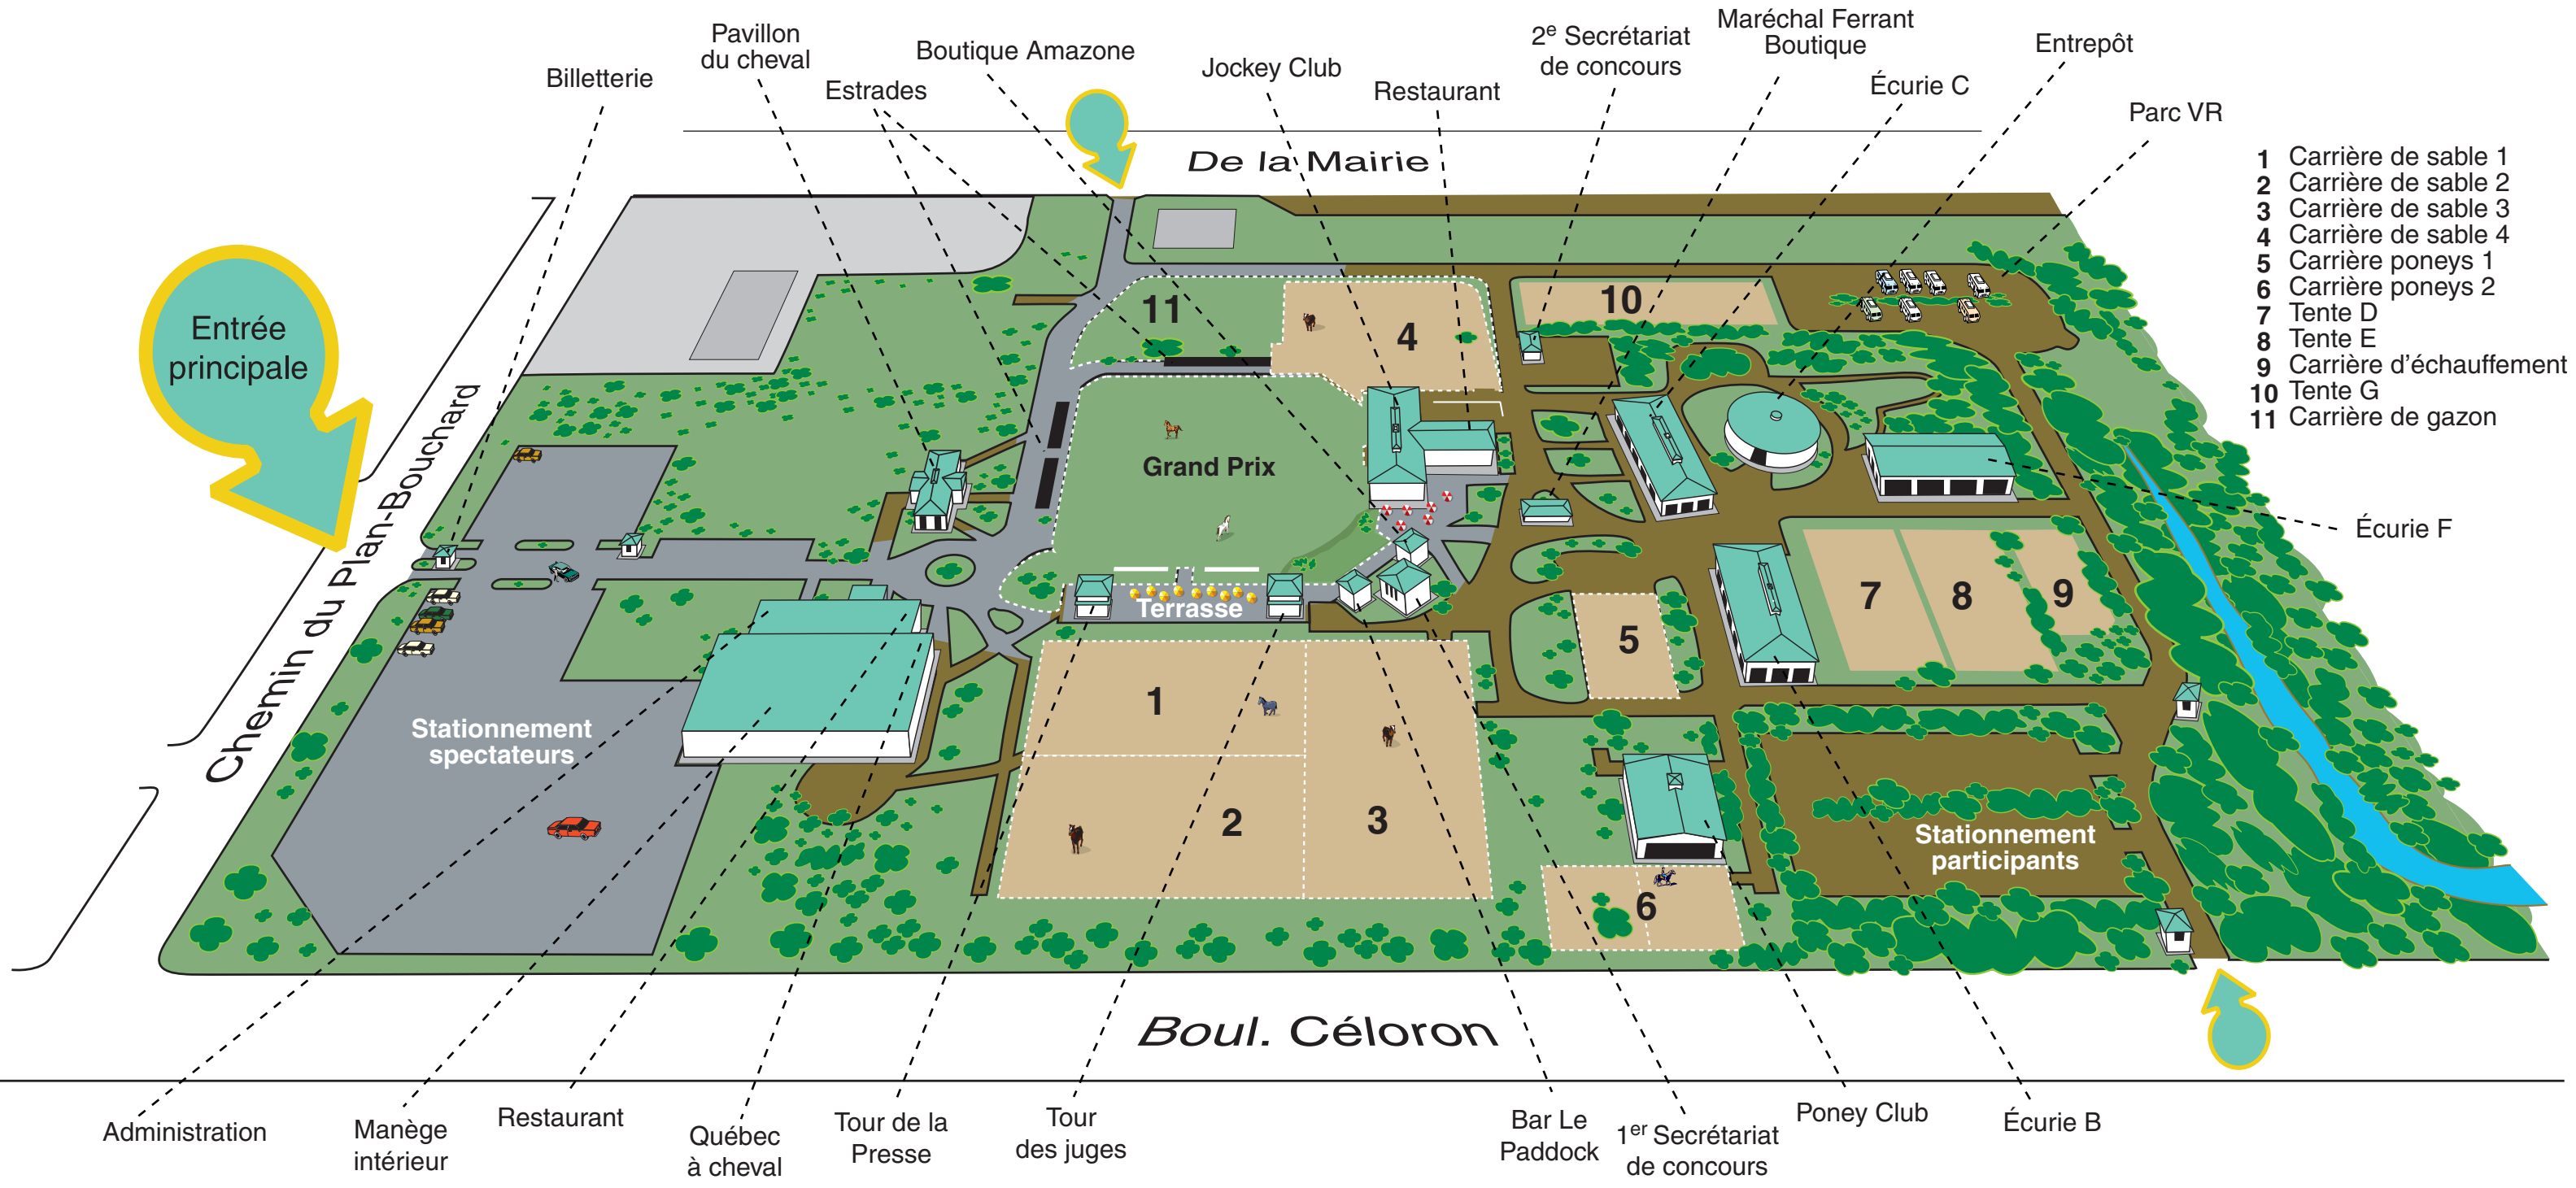 Pavillon
du cheval
Billetterie
Estrades
Boutique Amazone
Jockey Club
Restaurant
2e Secrétariat
de concours
Maréchal Ferrant
Boutique
Écurie C
Entrepôt
Parc VR
De la Mairie
1 Carrière de sable 1
2 Carrière de sable 2
3 Carrière de sable 3
4 Carrière de sable 4
5 Carrière poneys 1
6 Carrière poneys 2
7 Tente D
8 Tente E
9 Carrière d'échauffement
10 Tente G
11 Carrière de gazon
Entrée
principale
Chemin du Plan-Bouchard
11
4
10
Grand Prix
Écurie F
Terrasse
7
8
9
5
1
2
3
6
Stationnement
spectateurs
Stationnement
participants
Boul. Céloron
Administration
Manège
intérieur
Restaurant
Québec
à cheval
Tour de la
Presse
Tour
des juges
Bar Le
Paddock
1er Secrétariat
de concours
Poney Club
Écurie B